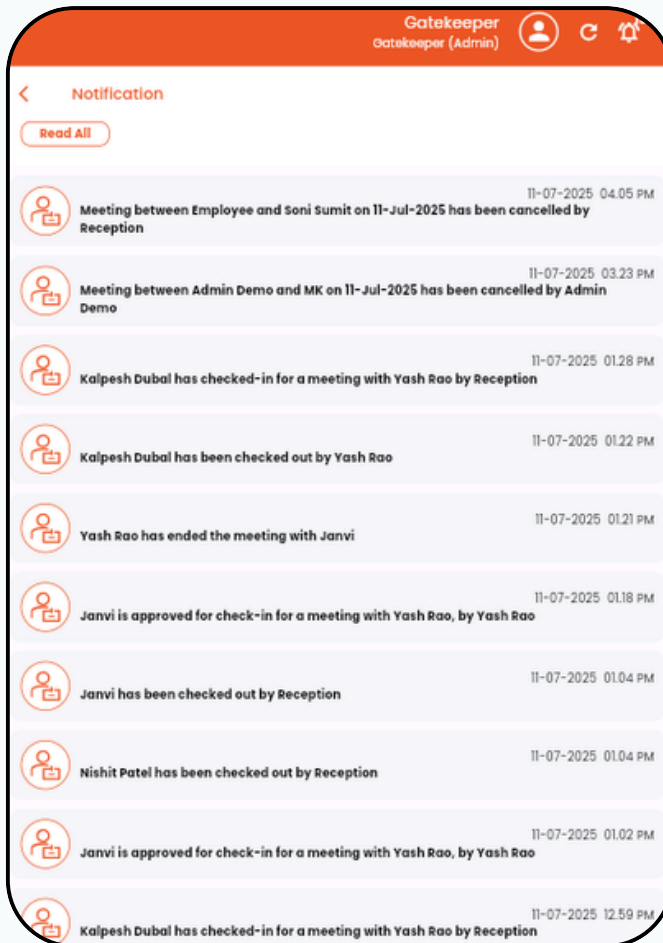 Gatekeeper
Gatekeeper (Admin)
Notification
Read All
11-07-2025 04.05 PM
Meeting between Employee and Soni Sumit on 11-Jul-2025 has been cancelled by
Reception
11-07-2025 03.23 PM
Meeting between Admin Demo and MK on 11-Jul-2025 has been cancelled by Admin
Demo
11-07-2025 01.28 PM
Kalpesh Dubal has checked-in for a meeting with Yash Rao by Reception
11-07-2025 01.22 PM
Kalpesh Dubal has been checked out by Yash Rao
11-07-2025 01.21 PM
Yash Rao has ended the meeting with Janvi
11-07-2025 01.18 PM
Janvi is approved for check-in for a meeting with Yash Rao, by Yash Rao
11-07-2025 01.04 PM
Janvi has been checked out by Reception
11-07-2025 01.04 PM
Nishit Patel has been checked out by Reception
11-07-2025 01.02 PM
Janvi is approved for check-in for a meeting with Yash Rao, by Yash Rao
11-07-2025 12.59 PM
Kalpesh Dubal has checked-in for a meeting with Yash Rao by Reception